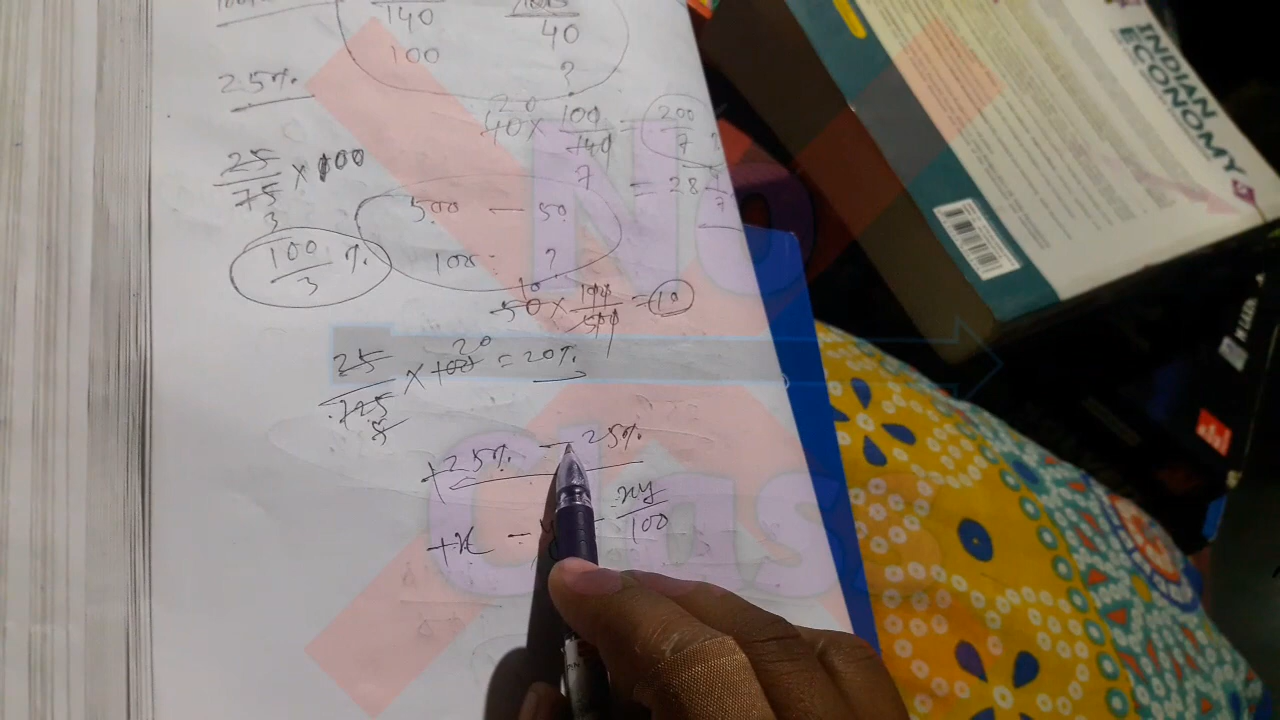 140 40
100 ?
25%
20
40 × 100/140 = 200/7
7
= 28
25/75 × 100
3
100/3 %
500 — 50
100 ?
10
50 × 100/500 = 10
20
25/125 × 100 = 20%
5
+25% − 25%
+x − xy/100
No
Class
INDIAN
ECONOMY